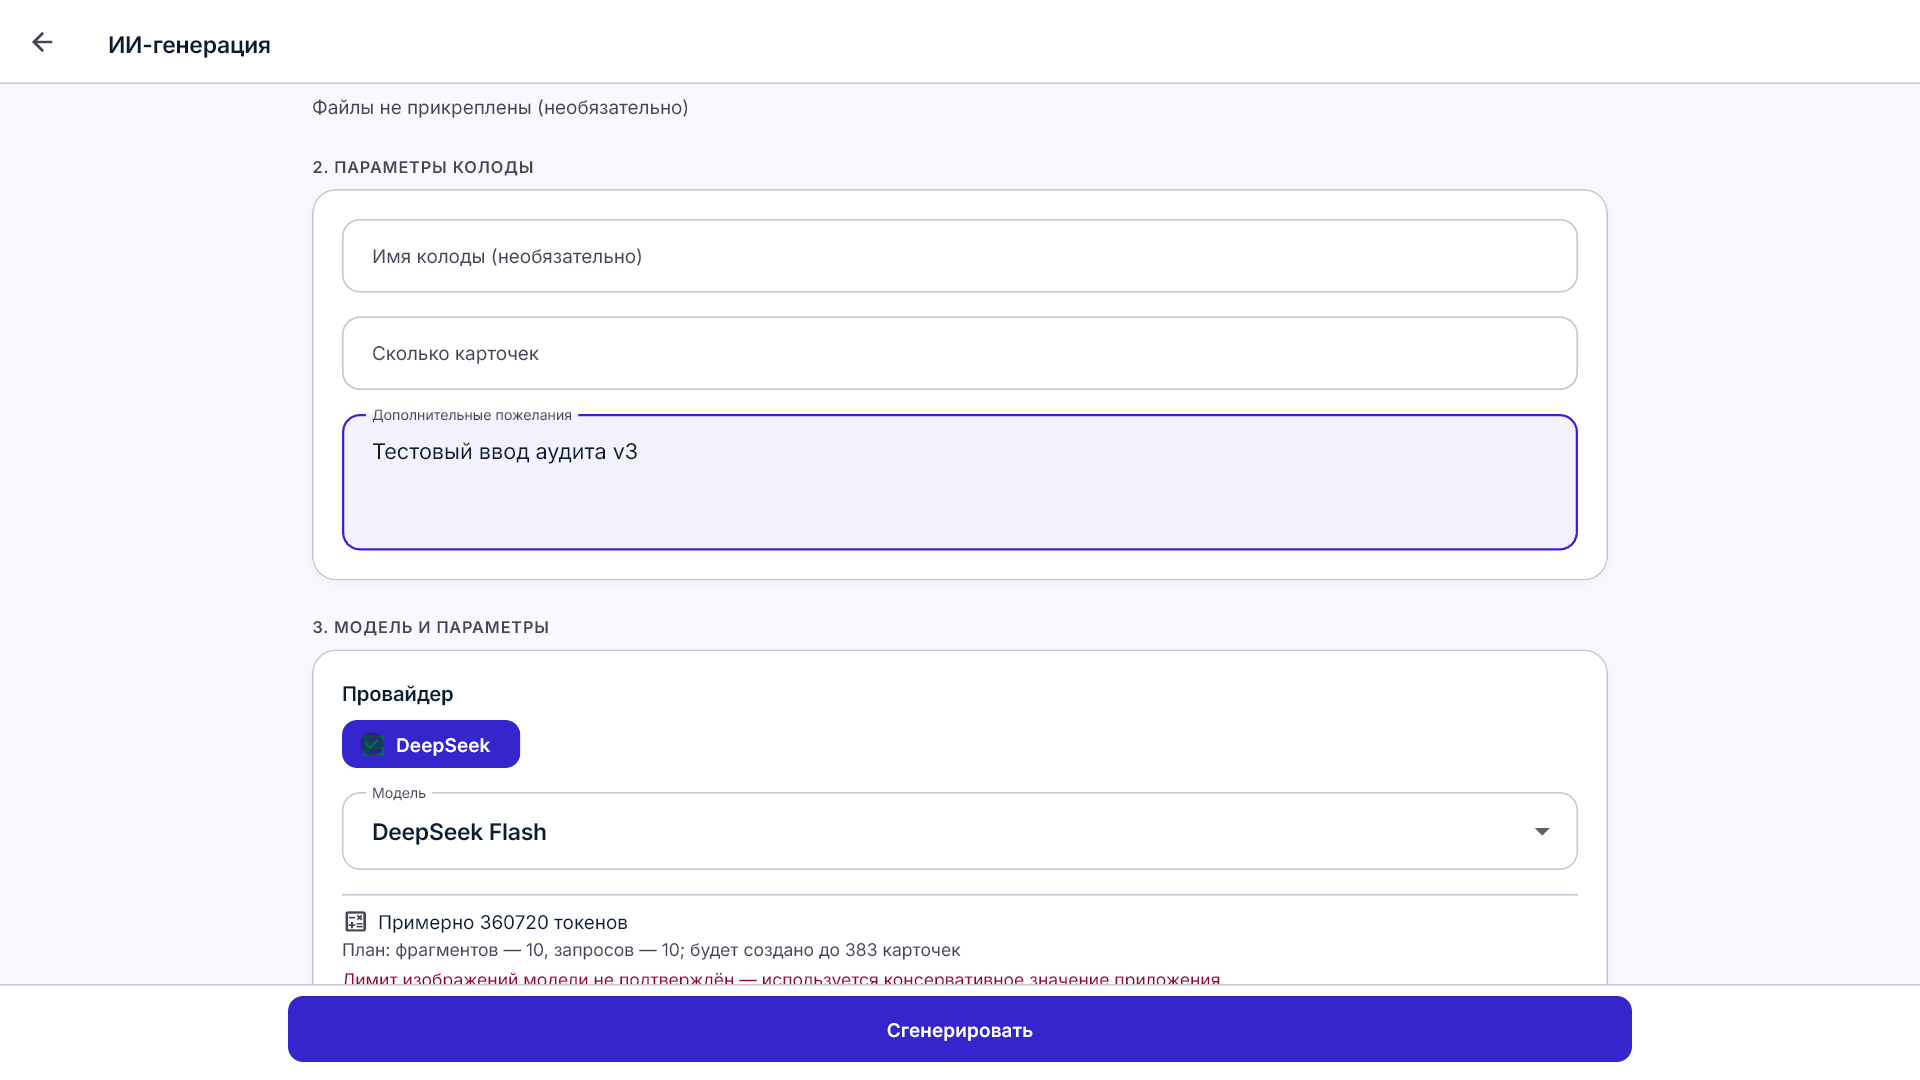 ИИ-генерация
Файлы не прикреплены (необязательно)
2. ПАРАМЕТРЫ КОЛОДЫ
Имя колоды (необязательно)
Сколько карточек
Дополнительные пожелания
Тестовый ввод аудита v3
3. МОДЕЛЬ И ПАРАМЕТРЫ
Провайдер
DeepSeek
Модель
DeepSeek Flash
Примерно 360720 токенов
План: фрагментов — 10, запросов — 10; будет создано до 383 карточек
Лимит изображений модели не подтверждён — используется консервативное значение приложения.
Сгенерировать